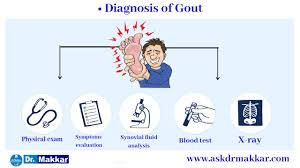 • Diagnosis of Gout
Physical exam
Symptoms
evaluation
Synovial fluid
analysis
Blood test
X-ray
Dr. Makkar
www.askdrmakkar.com